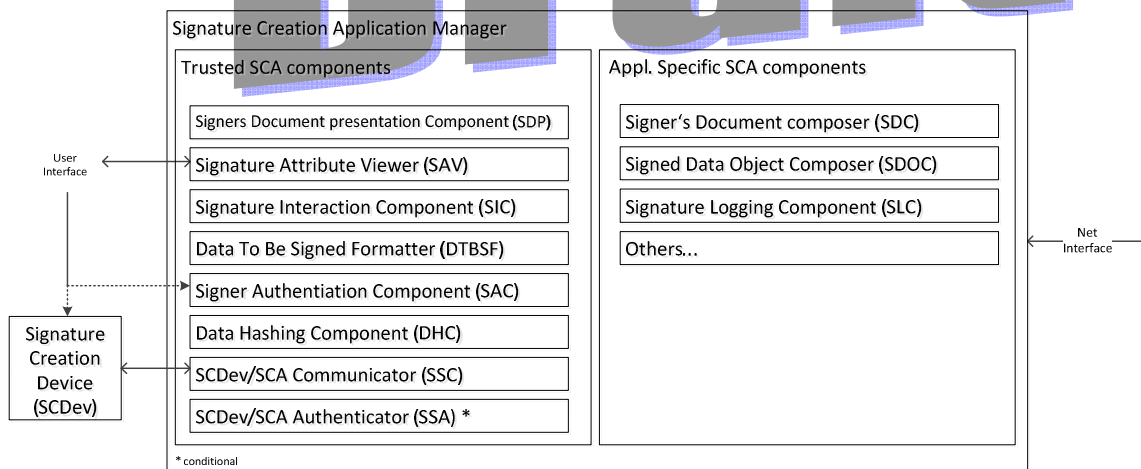 Signature Creation Application Manager
Trusted SCA components
Signers Document presentation Component (SDP)
Signature Attribute Viewer (SAV)
Signature Interaction Component (SIC)
Data To Be Signed Formatter (DTBSF)
Signer Authentiation Component (SAC)
Data Hashing Component (DHC)
SCDev/SCA Communicator (SSC)
SCDev/SCA Authenticator (SSA) *
Appl. Specific SCA components
Signer‘s Document composer (SDC)
Signed Data Object Composer (SDOC)
Signature Logging Component (SLC)
Others...
User
Interface
Signature
Creation
Device
(SCDev)
Net
Interface
* conditional